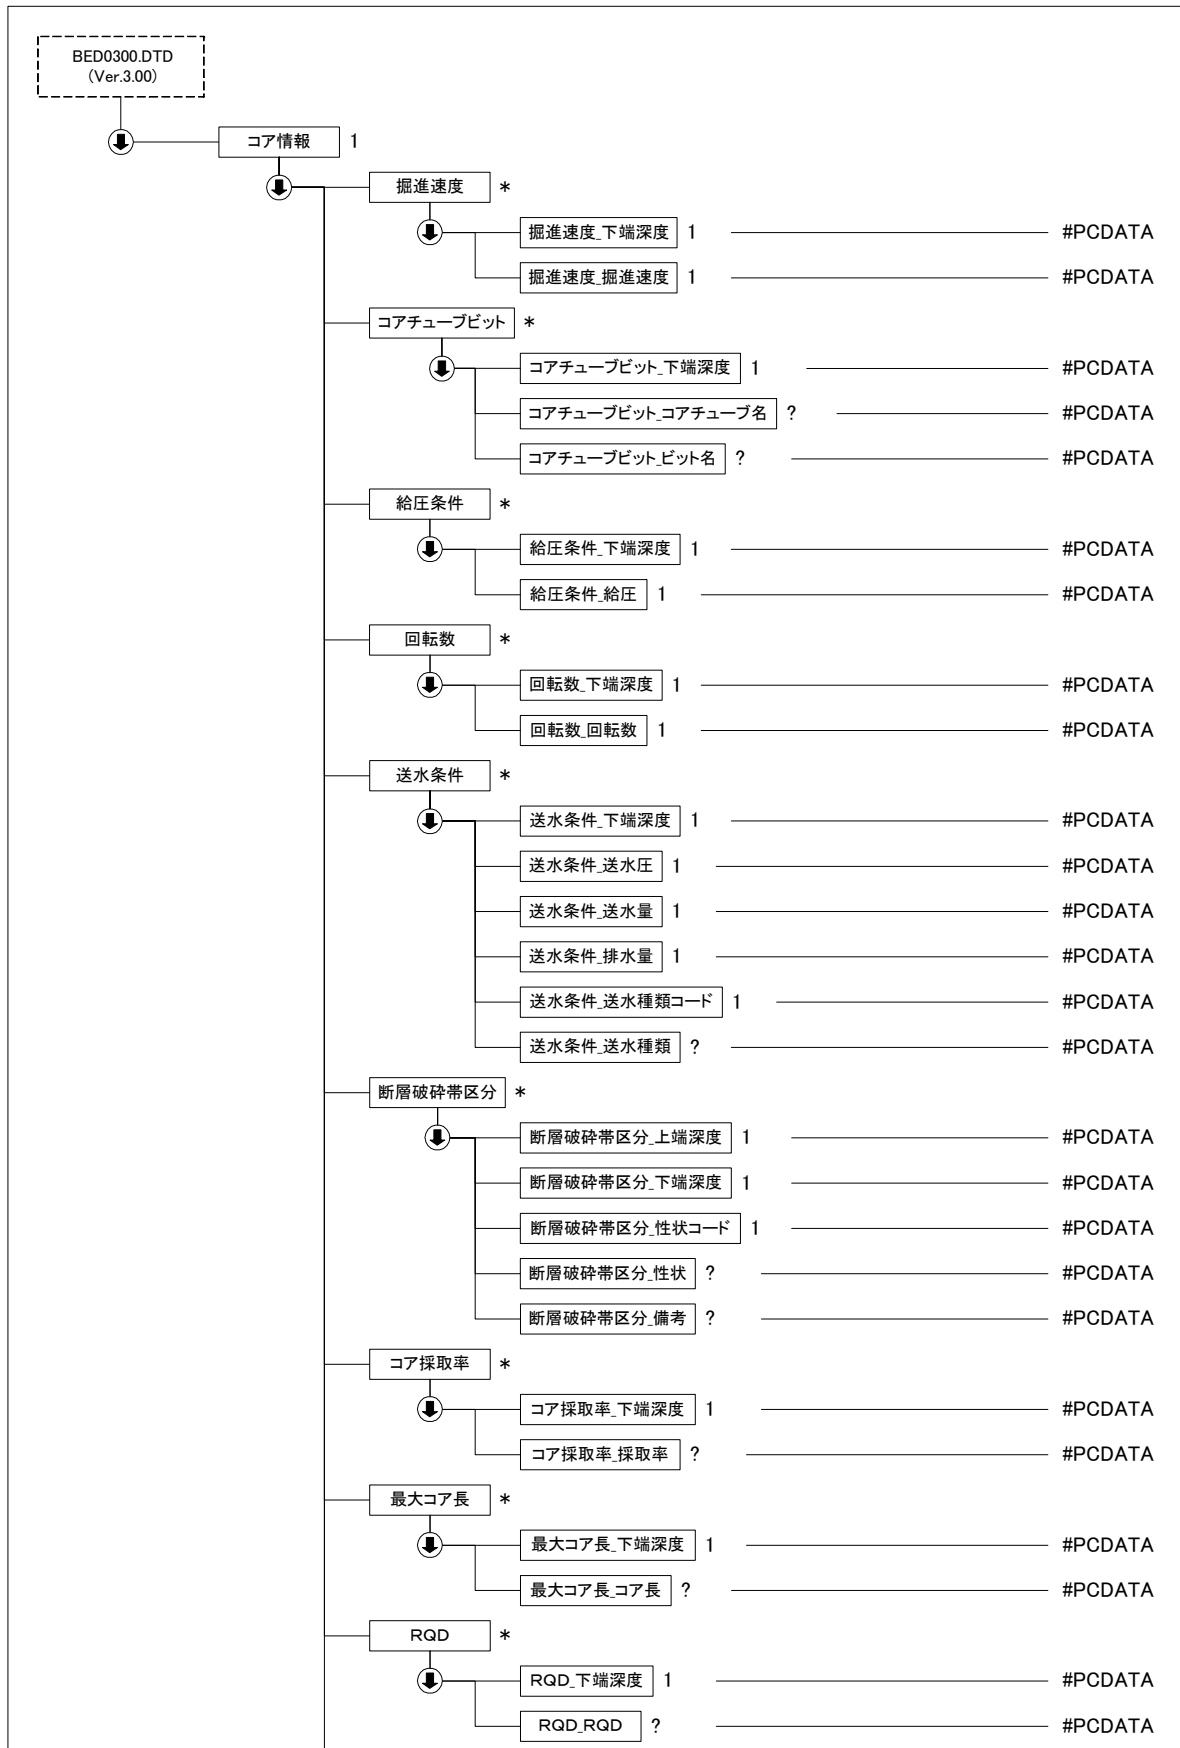 BED0300.DTD
(Ver.3.00)
コア情報 1
掘進速度 *
掘進速度_下端深度 1 #PCDATA
掘進速度_掘進速度 1 #PCDATA
コアチューブビット *
コアチューブビット_下端深度 1 #PCDATA
コアチューブビット_コアチューブ名 ? #PCDATA
コアチューブビット_ビット名 ? #PCDATA
給圧条件 *
給圧条件_下端深度 1 #PCDATA
給圧条件_給圧 1 #PCDATA
回転数 *
回転数_下端深度 1 #PCDATA
回転数_回転数 1 #PCDATA
送水条件 *
送水条件_下端深度 1 #PCDATA
送水条件_送水圧 1 #PCDATA
送水条件_送水量 1 #PCDATA
送水条件_排水量 1 #PCDATA
送水条件_送水種類コード 1 #PCDATA
送水条件_送水種類 ? #PCDATA
断層破砕帯区分 *
断層破砕帯区分_上端深度 1 #PCDATA
断層破砕帯区分_下端深度 1 #PCDATA
断層破砕帯区分_性状コード 1 #PCDATA
断層破砕帯区分_性状 ? #PCDATA
断層破砕帯区分_備考 ? #PCDATA
コア採取率 *
コア採取率_下端深度 1 #PCDATA
コア採取率_採取率 ? #PCDATA
最大コア長 *
最大コア長_下端深度 1 #PCDATA
最大コア長_コア長 ? #PCDATA
RQD *
RQD_下端深度 1 #PCDATA
RQD_RQD ? #PCDATA